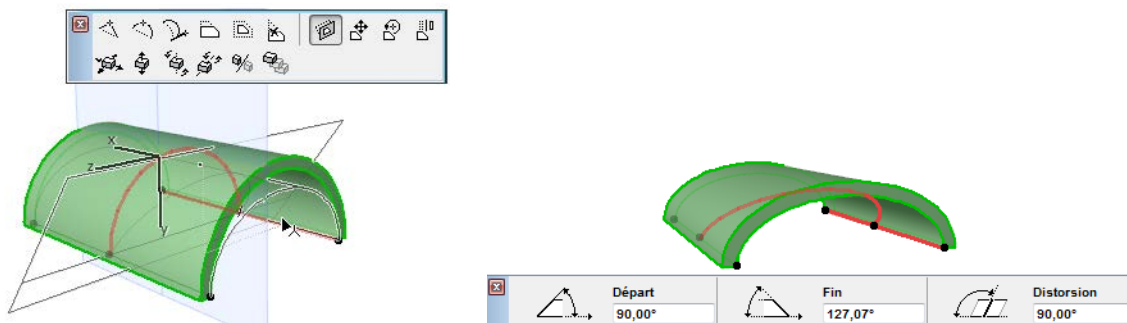 x
z
y
Départ
90,00°
Fin
127,07°
Distorsion
90,00°